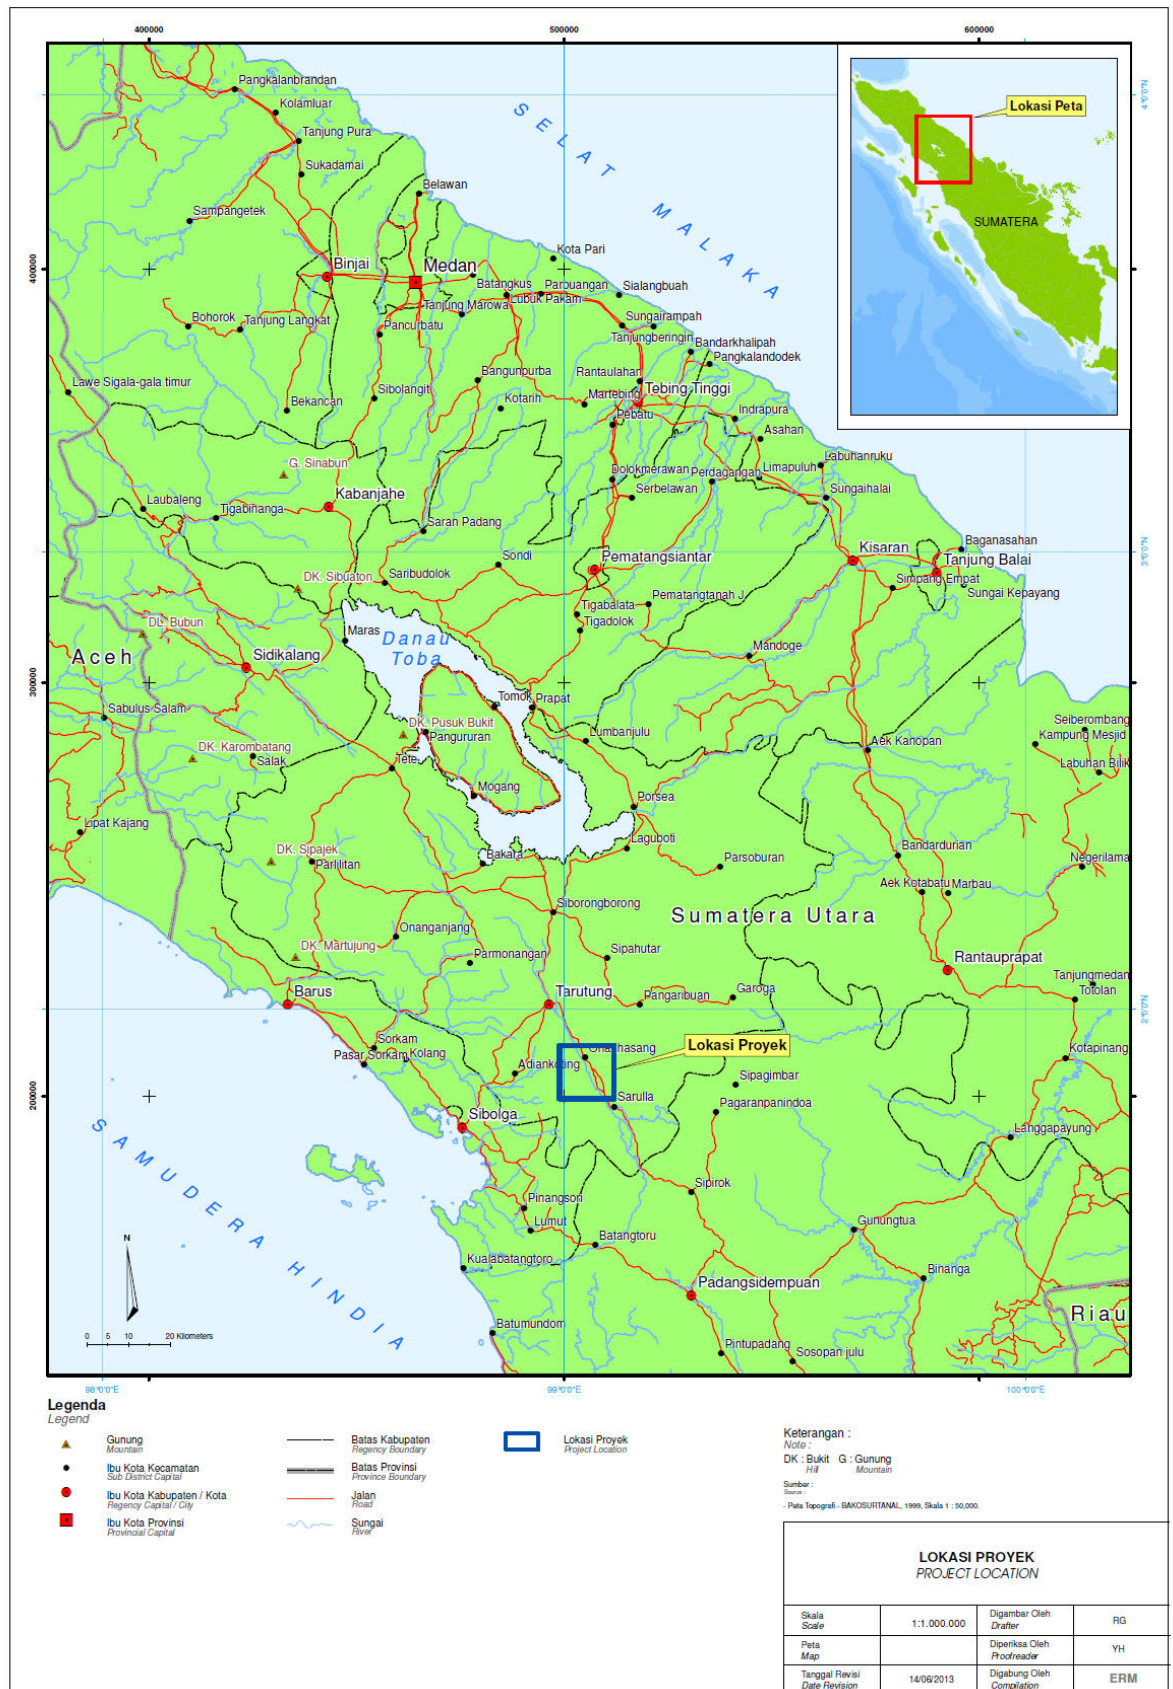 400000
500000
600000
4°0'0"N
SELAT MALAKA
Lokasi Peta
SUMATERA
Pangkalanbrandan
Kolamluar
Tanjung Pura
Sukadamai
Belawan
Sampangetek
Kota Pari
400000
Binjai
Medan
Batangkus
Parbuangan
Sialangbuah
Lubuk Pakam
Tanjung Marowa
Bohorok
Tanjung Langkat
Pancurbatu
Sungairampah
Tanjungberingin
Bandarkhalipah
Pangkalandodek
Bangunpurba
Rantaulahan
Lawe Sigala-gala timur
Sibolangit
Martebing
Tebing Tinggi
Bekancan
Kotarih
Pebatu
Indrapura
Asahan
Labuhanruku
G. Sinabun
Dolokmerawan
Perdagangan
Limapuluh
Kabanjahe
Serbelawan
Sungaihalai
Laubaleng
Tigabinanga
Sarah Padang
Baganasahan
Kisaran
3°0'0"N
Sondi
Pematangsiantar
Tanjung Balai
DK. Sibuaton
Saribudolok
Simpang Empat
Sungai Kepayang
Pematangtanah J
Tigabalata
DL. Bubun
Tigadolok
Maras
Danau
Toba
Mandoge
Aceh
Sidikalang
300000
Tomok
Prapat
Sabulus Salam
DK. Pusuk Bukit
Seiberombang
Pangururan
Lumbanjulu
Kampung Mesjid
DK. Karombatang
Aek Kanopan
Salak
Tete
Labuhan Bilik
Mogang
Porsea
Lipat Kajang
DK. Sipajek
Laguboti
Bandardurian
Parlilitan
Bakara
Parsoburan
Negerilama
Aek Kotabatu
Marbau
Siborongborong
Sumatera Utara
Onanganjang
DK. Martujung
Parmonangan
Sipahutar
Rantauprapat
Tanjungmedan
Barus
Tarutung
Pangaribuan
Garoga
Totolan
2°0'0"N
Sorkam
Pasar Sorkam
Kolang
Lokasi Proyek
Kotapinang
Adiankoting
Sipagimbar
200000
Sarulla
Pagaranpanindoa
Sibolga
Langgapayung
SAMUDERA HINDIA
Sipirok
Pinangsori
Lumut
Gunungtua
Batangtoru
Kualabatangtoro
Binanga
Padangsidempuan
Riau
N
Batumundom
0 5 10 20 Kilometers
Pintupadang
Sosopan julu
98°0'0"E
99°0'0"E
100°0'0"E
Legenda
Legend
Gunung
Mountain
Ibu Kota Kecamatan
Sub District Capital
Ibu Kota Kabupaten / Kota
Regency Capital / City
Ibu Kota Provinsi
Provincial Capital
Batas Kabupaten
Regency Boundary
Batas Provinsi
Province Boundary
Jalan
Road
Sungai
River
Lokasi Proyek
Project Location
Keterangan :
Note :
DK : Bukit G : Gunung
Hill Mountain
Sumber :
Source :
- Peta Topografi - BAKOSURTANAL, 1999, Skala 1 : 50,000.
LOKASI PROYEK
PROJECT LOCATION
Skala
Scale
1:1.000.000
Digambar Oleh
Drafter
RG
Peta
Map
Diperiksa Oleh
Proofreader
YH
Tanggal Revisi
Date Revision
14/06/2013
Digabung Oleh
Compilation
ERM